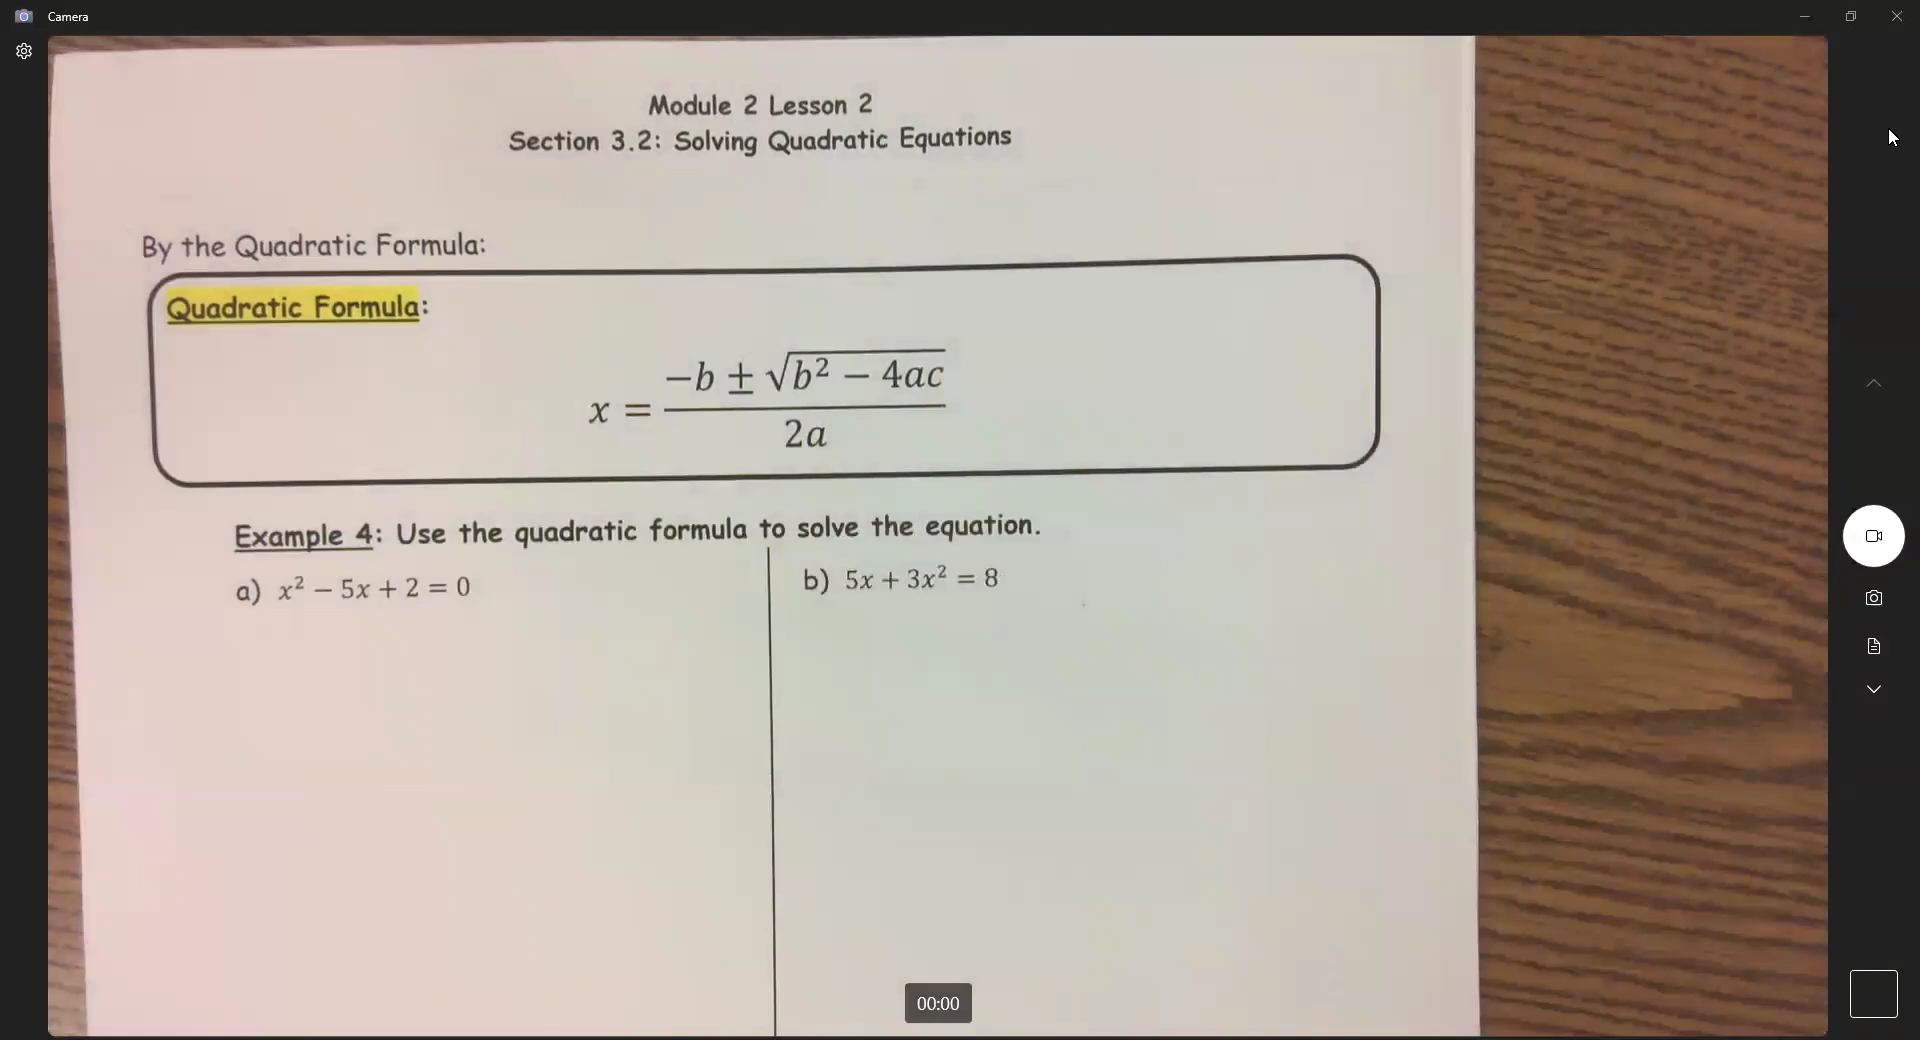 Camera
Module 2 Lesson 2
Section 3.2: Solving Quadratic Equations
By the Quadratic Formula:
Quadratic Formula:
x = \frac{-b ± \sqrt{b² − 4ac}}{2a}
Example 4: Use the quadratic formula to solve the equation.
a) x² − 5x + 2 = 0
b) 5x + 3x² = 8
00:00